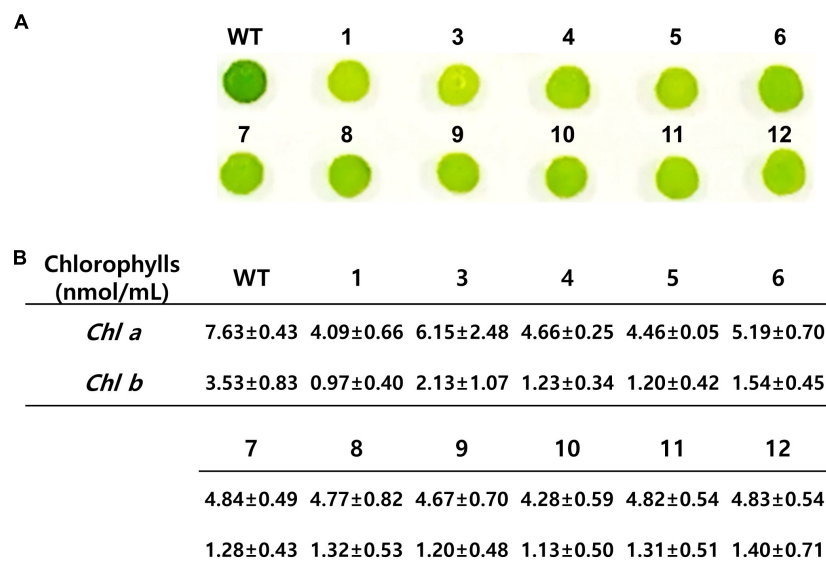 A
WT 1 3 4 5 6
7 8 9 10 11 12
B
Chlorophylls
(nmol/mL) WT 1 3 4 5 6
Chl a 7.63±0.43 4.09±0.66 6.15±2.48 4.66±0.25 4.46±0.05 5.19±0.70
Chl b 3.53±0.83 0.97±0.40 2.13±1.07 1.23±0.34 1.20±0.42 1.54±0.45
7 8 9 10 11 12
4.84±0.49 4.77±0.82 4.67±0.70 4.28±0.59 4.82±0.54 4.83±0.54
1.28±0.43 1.32±0.53 1.20±0.48 1.13±0.50 1.31±0.51 1.40±0.71